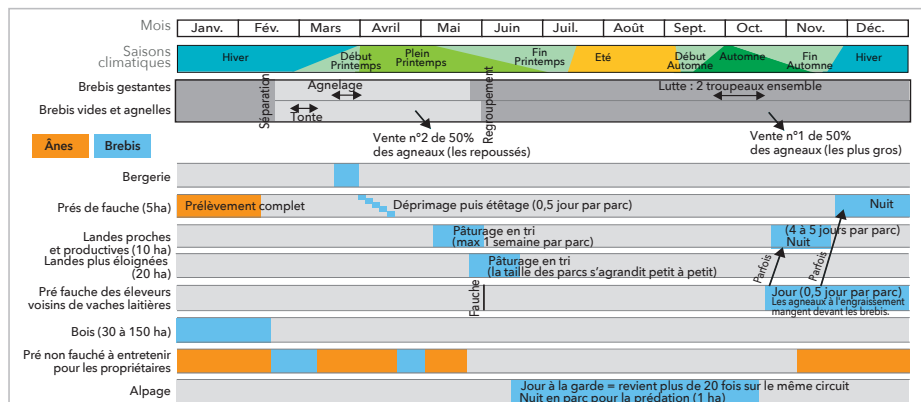 Mois
Janv. Fév. Mars Avril Mai Juin Juil. Août Sept. Oct. Nov. Déc.
Saisons
climatiques
Hiver
Début
Printemps
Plein
Printemps
Fin
Printemps
Eté
Début
Automne
Automne
Fin
Automne
Hiver
Brebis gestantes
Brebis vides et agnelles
Séparation
Agnelage
Tonte
Regroupement
Lutte : 2 troupeaux ensemble
Vente n°2 de 50%
des agneaux (les repoussés)
Vente n°1 de 50%
des agneaux (les plus gros)
Ânes
Brebis
Bergerie
Prés de fauche (5ha)
Prélèvement complet
Déprimage puis étêtage (0,5 jour par parc)
Nuit
Landes proches
et productives (10 ha)
Pâturage en tri
(max 1 semaine par parc)
(4 à 5 jours par parc)
Nuit
Landes plus éloignées
(20 ha)
Pâturage en tri
(la taille des parcs s'agrandit petit à petit)
Parfois
Parfois
Pré fauche des éleveurs
voisins de vaches laitières
Fauche
Jour (0,5 jour par parc)
Les agneaux à l'engraissement
mangent devant les brebis.
Bois (30 à 150 ha)
Pré non fauché à entretenir
pour les propriétaires
Alpage
Jour à la garde = revient plus de 20 fois sur le même circuit
Nuit en parc pour la prédation (1 ha)